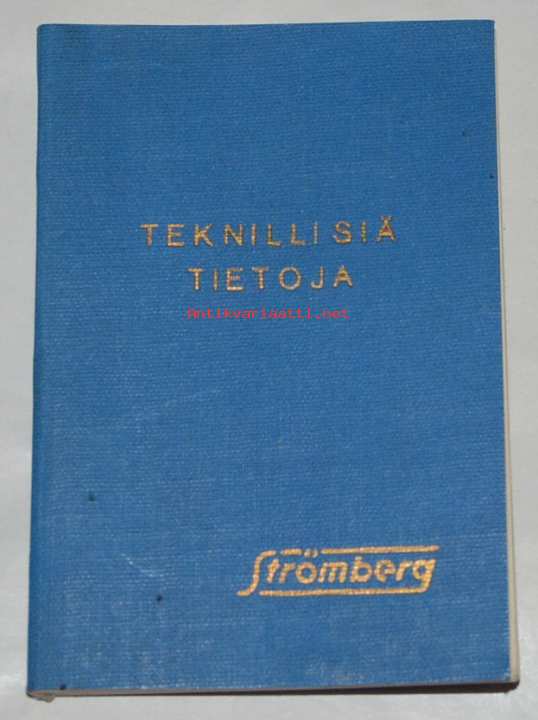 TEKNILLISIÄ
TIETOJA
Antikvariaatti.net
Strömberg